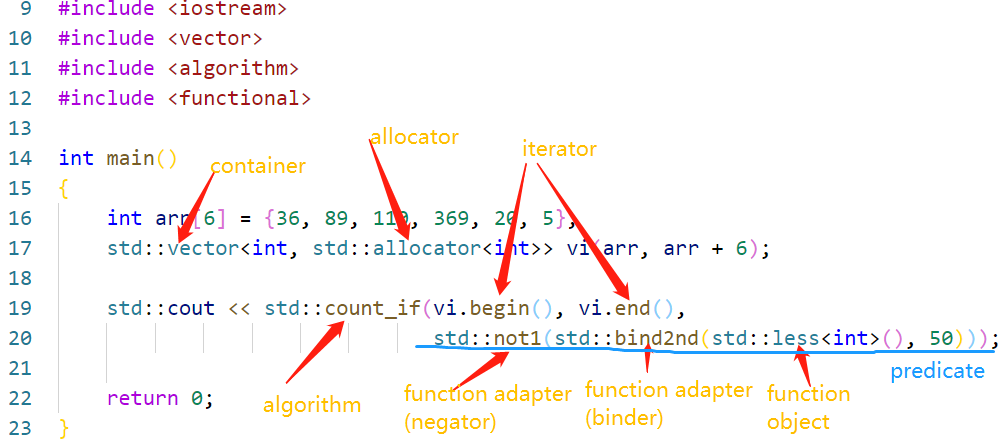 9 #include <iostream>
10 #include <vector>
11 #include <algorithm>
12 #include <functional>
13
allocator
14 int main()
container
iterator
15 {
16 int arr[6] = {36, 89, 110, 369, 20, 5};
17 std::vector<int, std::allocator<int>> vi(arr, arr + 6);
18
19 std::cout << std::count_if(vi.begin(), vi.end(),
20 std::not1(std::bind2nd(std::less<int>(), 50)));
21
predicate
22 return 0;
algorithm
function adapter
(negator)
function adapter
(binder)
function
object
23 }